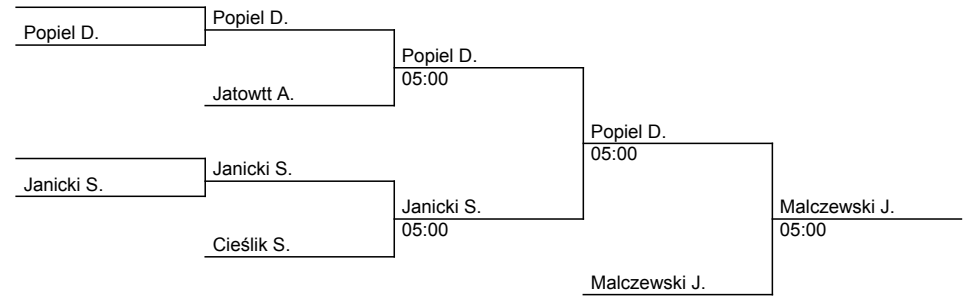 Popiel D.
Popiel D.
Popiel D.
05:00
Jatowtt A.
Popiel D.
05:00
Janicki S.
Janicki S.
Janicki S.
05:00
Malczewski J.
05:00
Cieślik S.
Malczewski J.